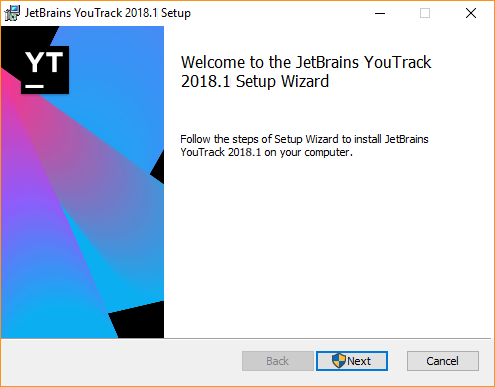 JetBrains YouTrack 2018.1 Setup
YT
Welcome to the JetBrains YouTrack
2018.1 Setup Wizard
Follow the steps of Setup Wizard to install JetBrains
YouTrack 2018.1 on your computer.
Back
Next
Cancel